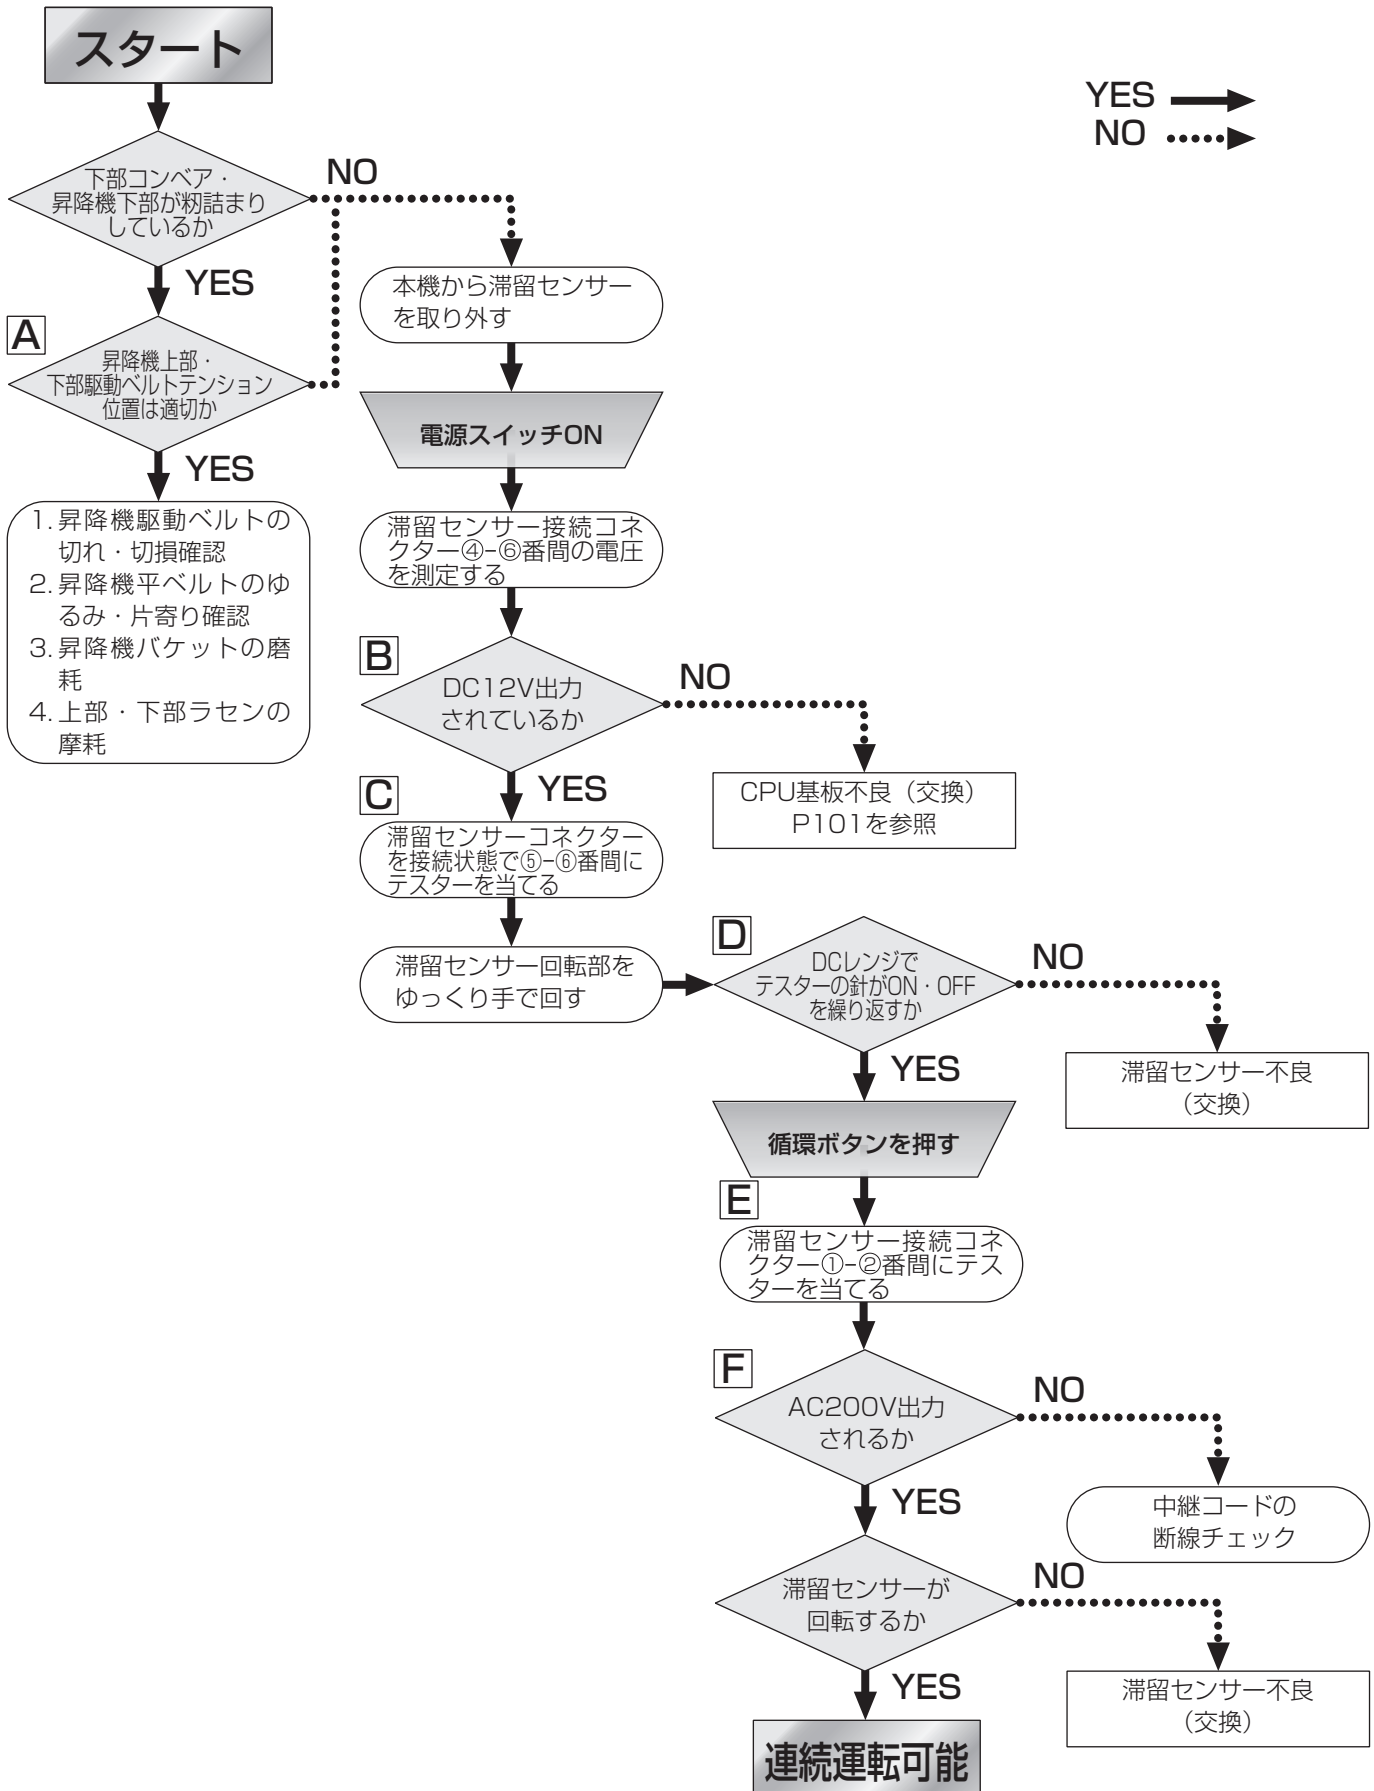 スタート
YES
NO
下部コンベア・
昇降機下部が籾詰まり
しているか
NO
YES
本機から滞留センサー
を取り外す
A
昇降機上部・
下部駆動ベルトテンション
位置は適切か
YES
電源スイッチON
1. 昇降機駆動ベルトの
切れ・切損確認
2. 昇降機平ベルトのゆ
るみ・片寄り確認
3. 昇降機バケットの磨
耗
4. 上部・下部ラセンの
摩耗
滞留センサー接続コネ
クター④-⑥番間の電圧
を測定する
B
DC12V出力
されているか
NO
YES
CPU基板不良（交換）
P101を参照
C
滞留センサーコネクター
を接続状態で⑤-⑥番間に
テスターを当てる
滞留センサー回転部を
ゆっくり手で回す
D
DCレンジで
テスターの針がON・OFF
を繰り返すか
NO
YES
滞留センサー不良
（交換）
循環ボタンを押す
E
滞留センサー接続コネ
クター①-②番間にテス
ターを当てる
F
AC200V出力
されるか
NO
YES
中継コードの
断線チェック
滞留センサーが
回転するか
NO
YES
滞留センサー不良
（交換）
連続運転可能